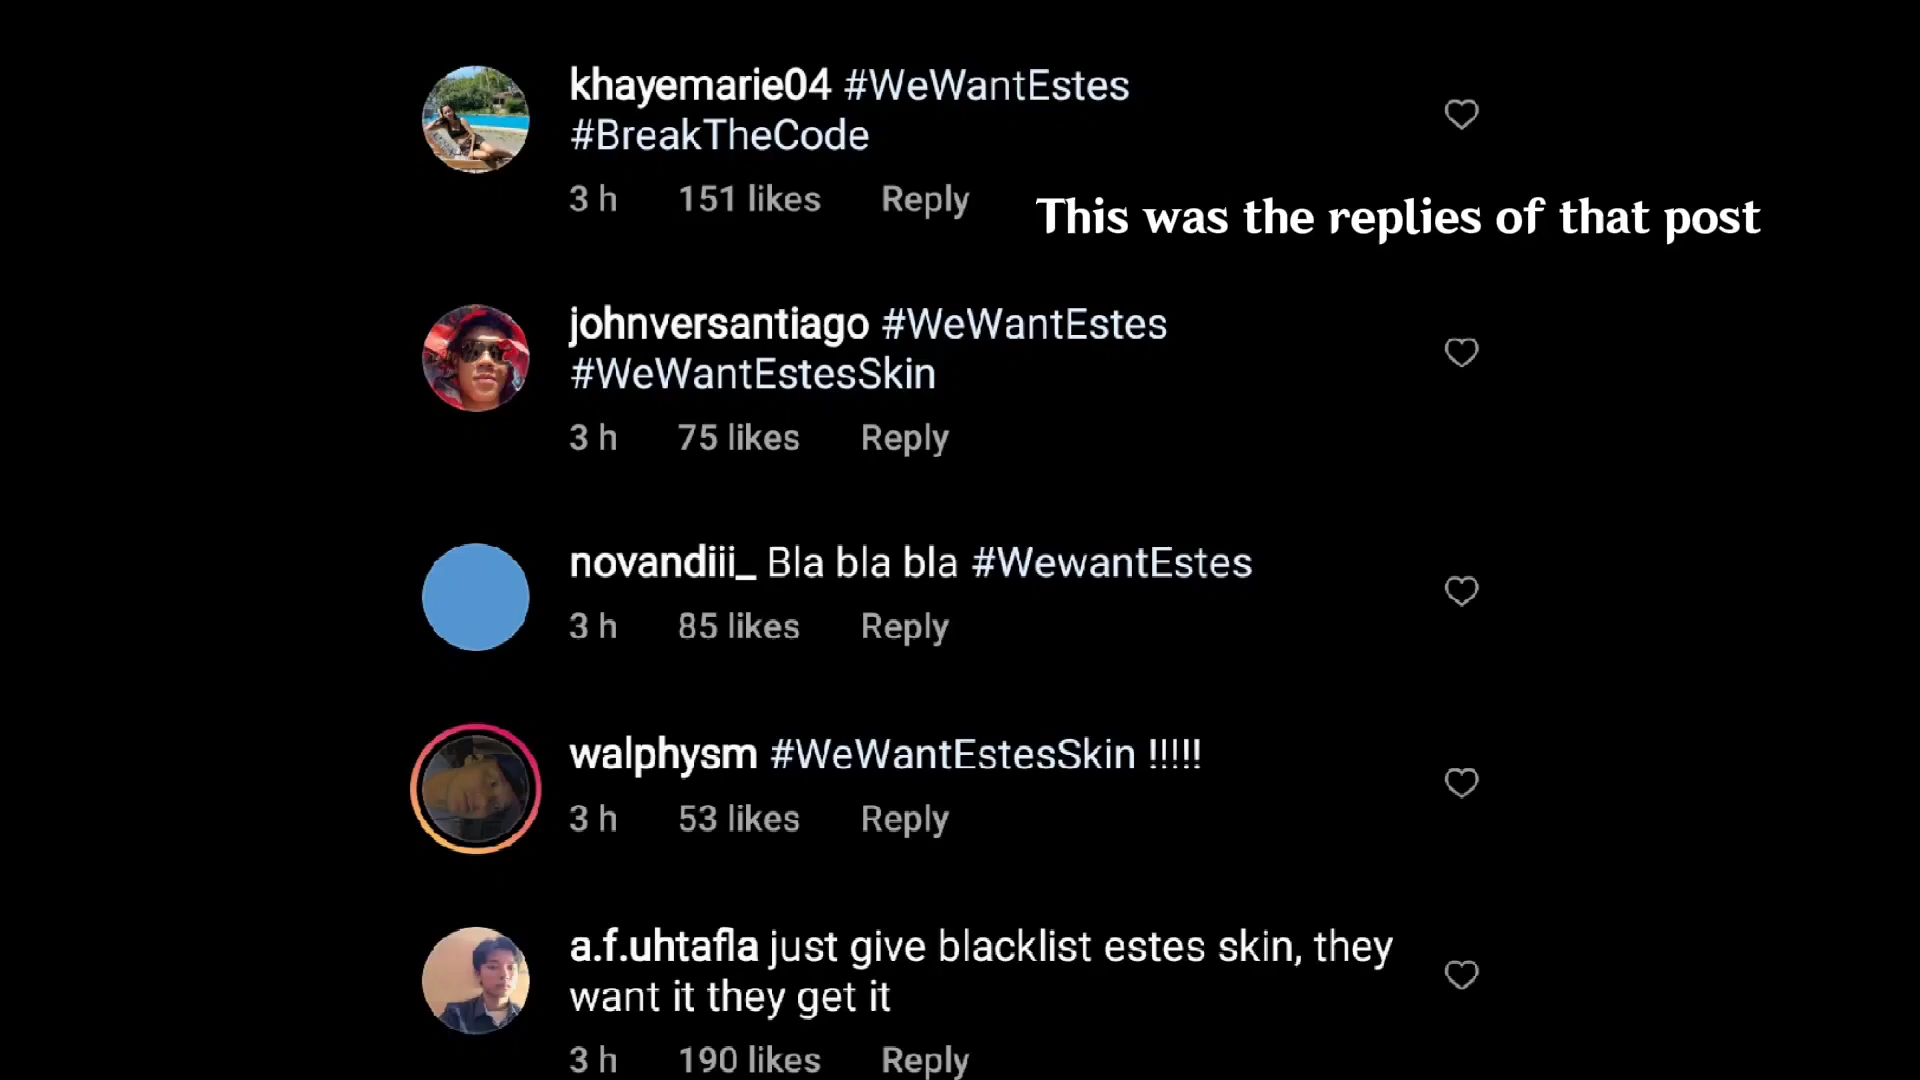 khayemarie04 #WeWantEstes
#BreakTheCode
3 h 151 likes Reply
This was the replies of that post
johnversantiago #WeWantEstes
#WeWantEstesSkin
3 h 75 likes Reply
novandiii_ Bla bla bla #WewantEstes
3 h 85 likes Reply
walphysm #WeWantEstesSkin !!!!!
3 h 53 likes Reply
a.f.uhtafla just give blacklist estes skin, they
want it they get it
3 h 190 likes Reply